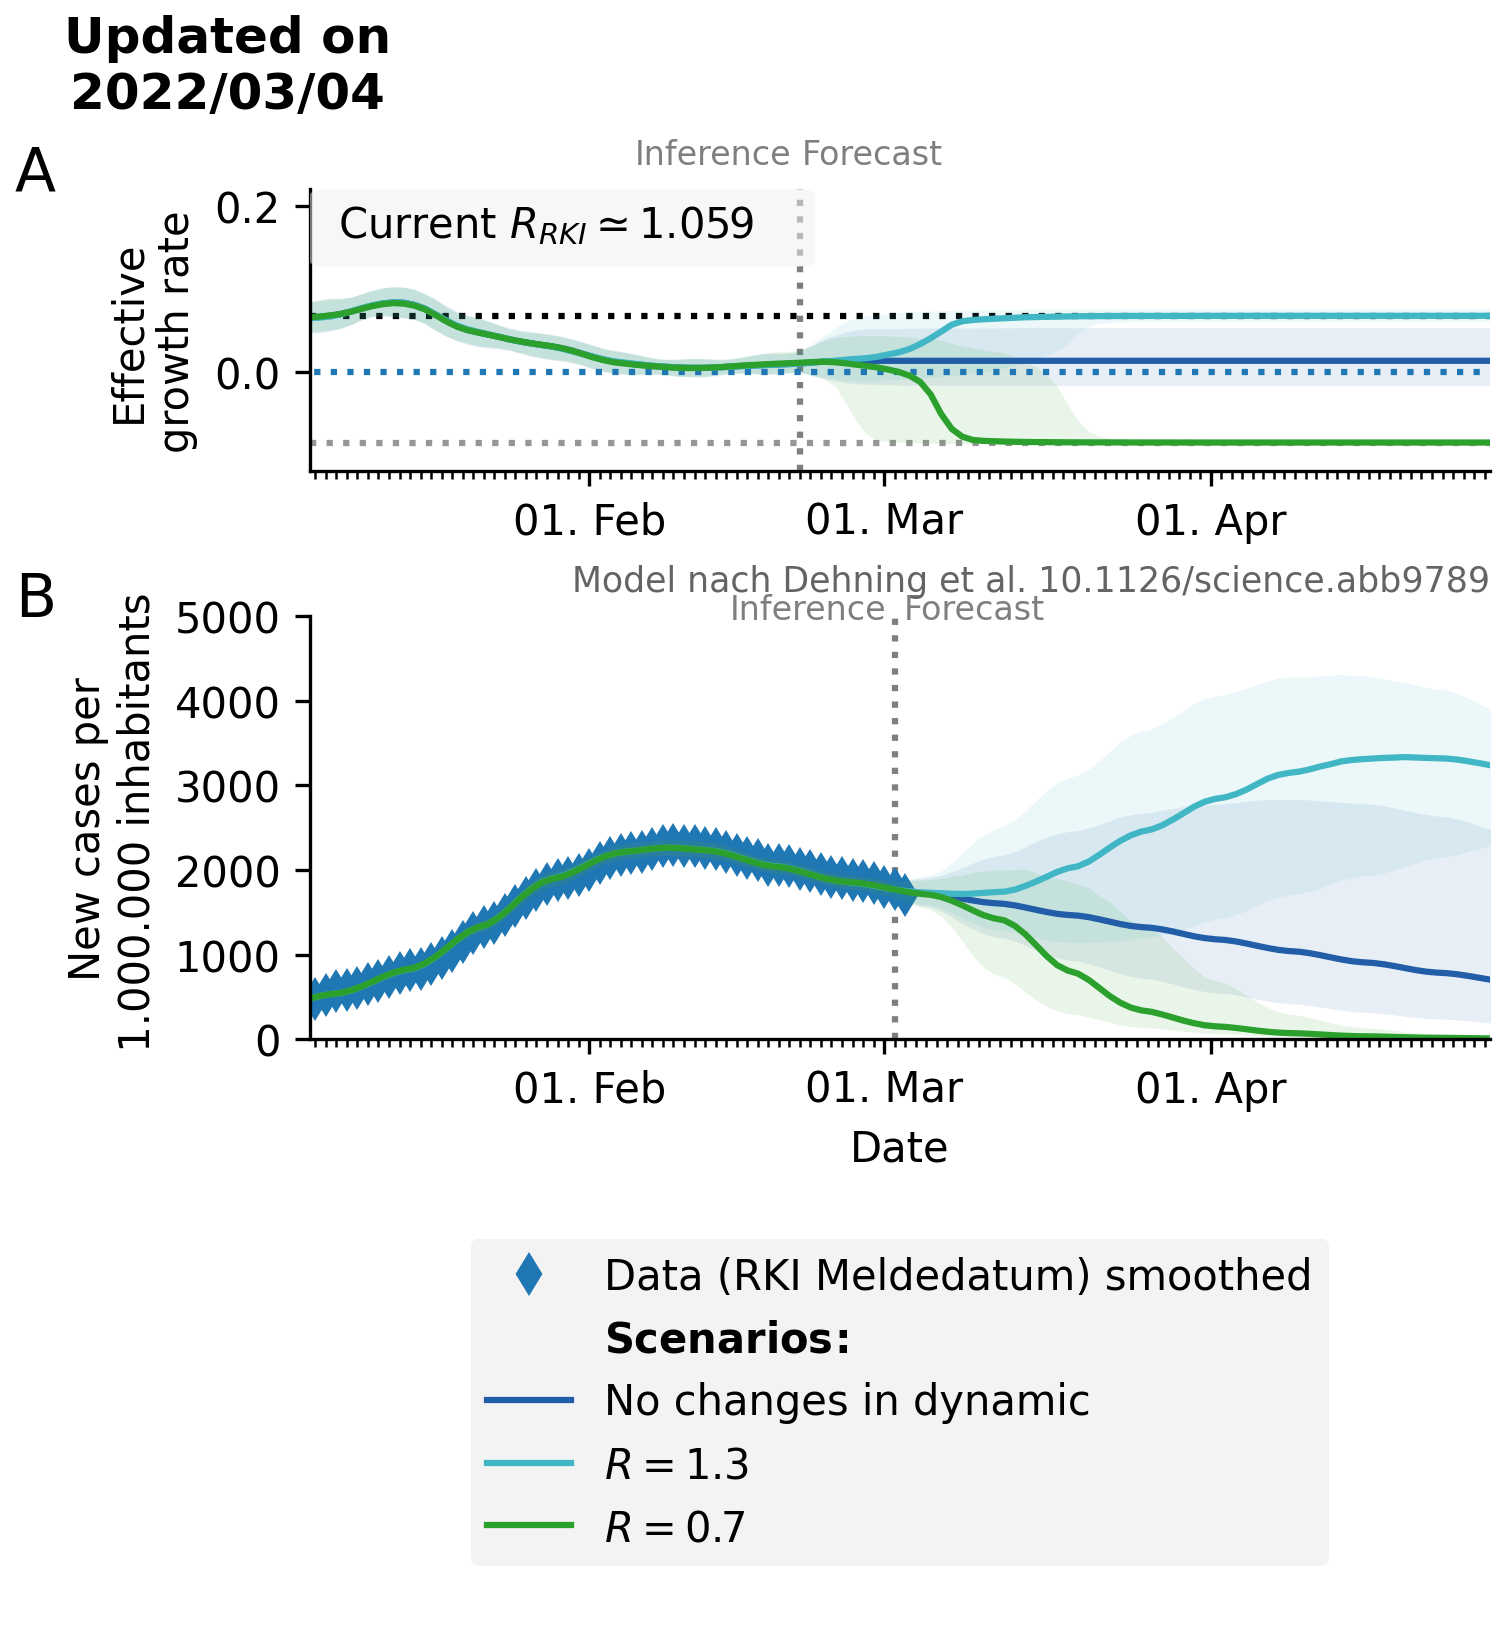 Updated on
2022/03/04
A
Inference Forecast
Current R_RKI ≃ 1.059
Effective
growth rate
0.2
0.0
01. Feb 01. Mar 01. Apr
B
Model nach Dehning et al. 10.1126/science.abb9789
Inference Forecast
New cases per
1.000.000 inhabitants
5000
4000
3000
2000
1000
0
01. Feb 01. Mar 01. Apr
Date
Data (RKI Meldedatum) smoothed
Scenarios:
No changes in dynamic
R = 1.3
R = 0.7